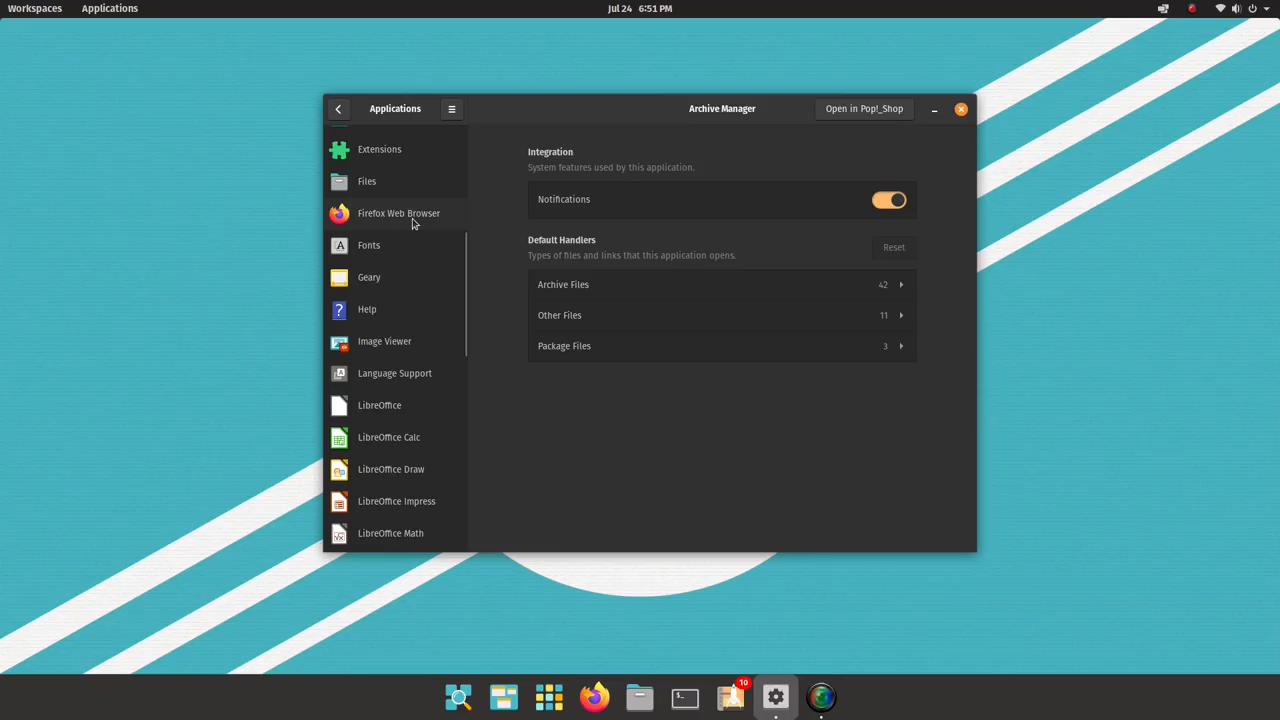 Workspaces
Applications
Jul 24 6:51 PM
Applications
Archive Manager
Open in Pop!_Shop
Extensions
Files
Firefox Web Browser
Fonts
Geary
Help
Image Viewer
Language Support
LibreOffice
LibreOffice Calc
LibreOffice Draw
LibreOffice Impress
LibreOffice Math
Integration
System features used by this application.
Notifications
Default Handlers
Types of files and links that this application opens.
Reset
Archive Files 42
Other Files 11
Package Files 3
10